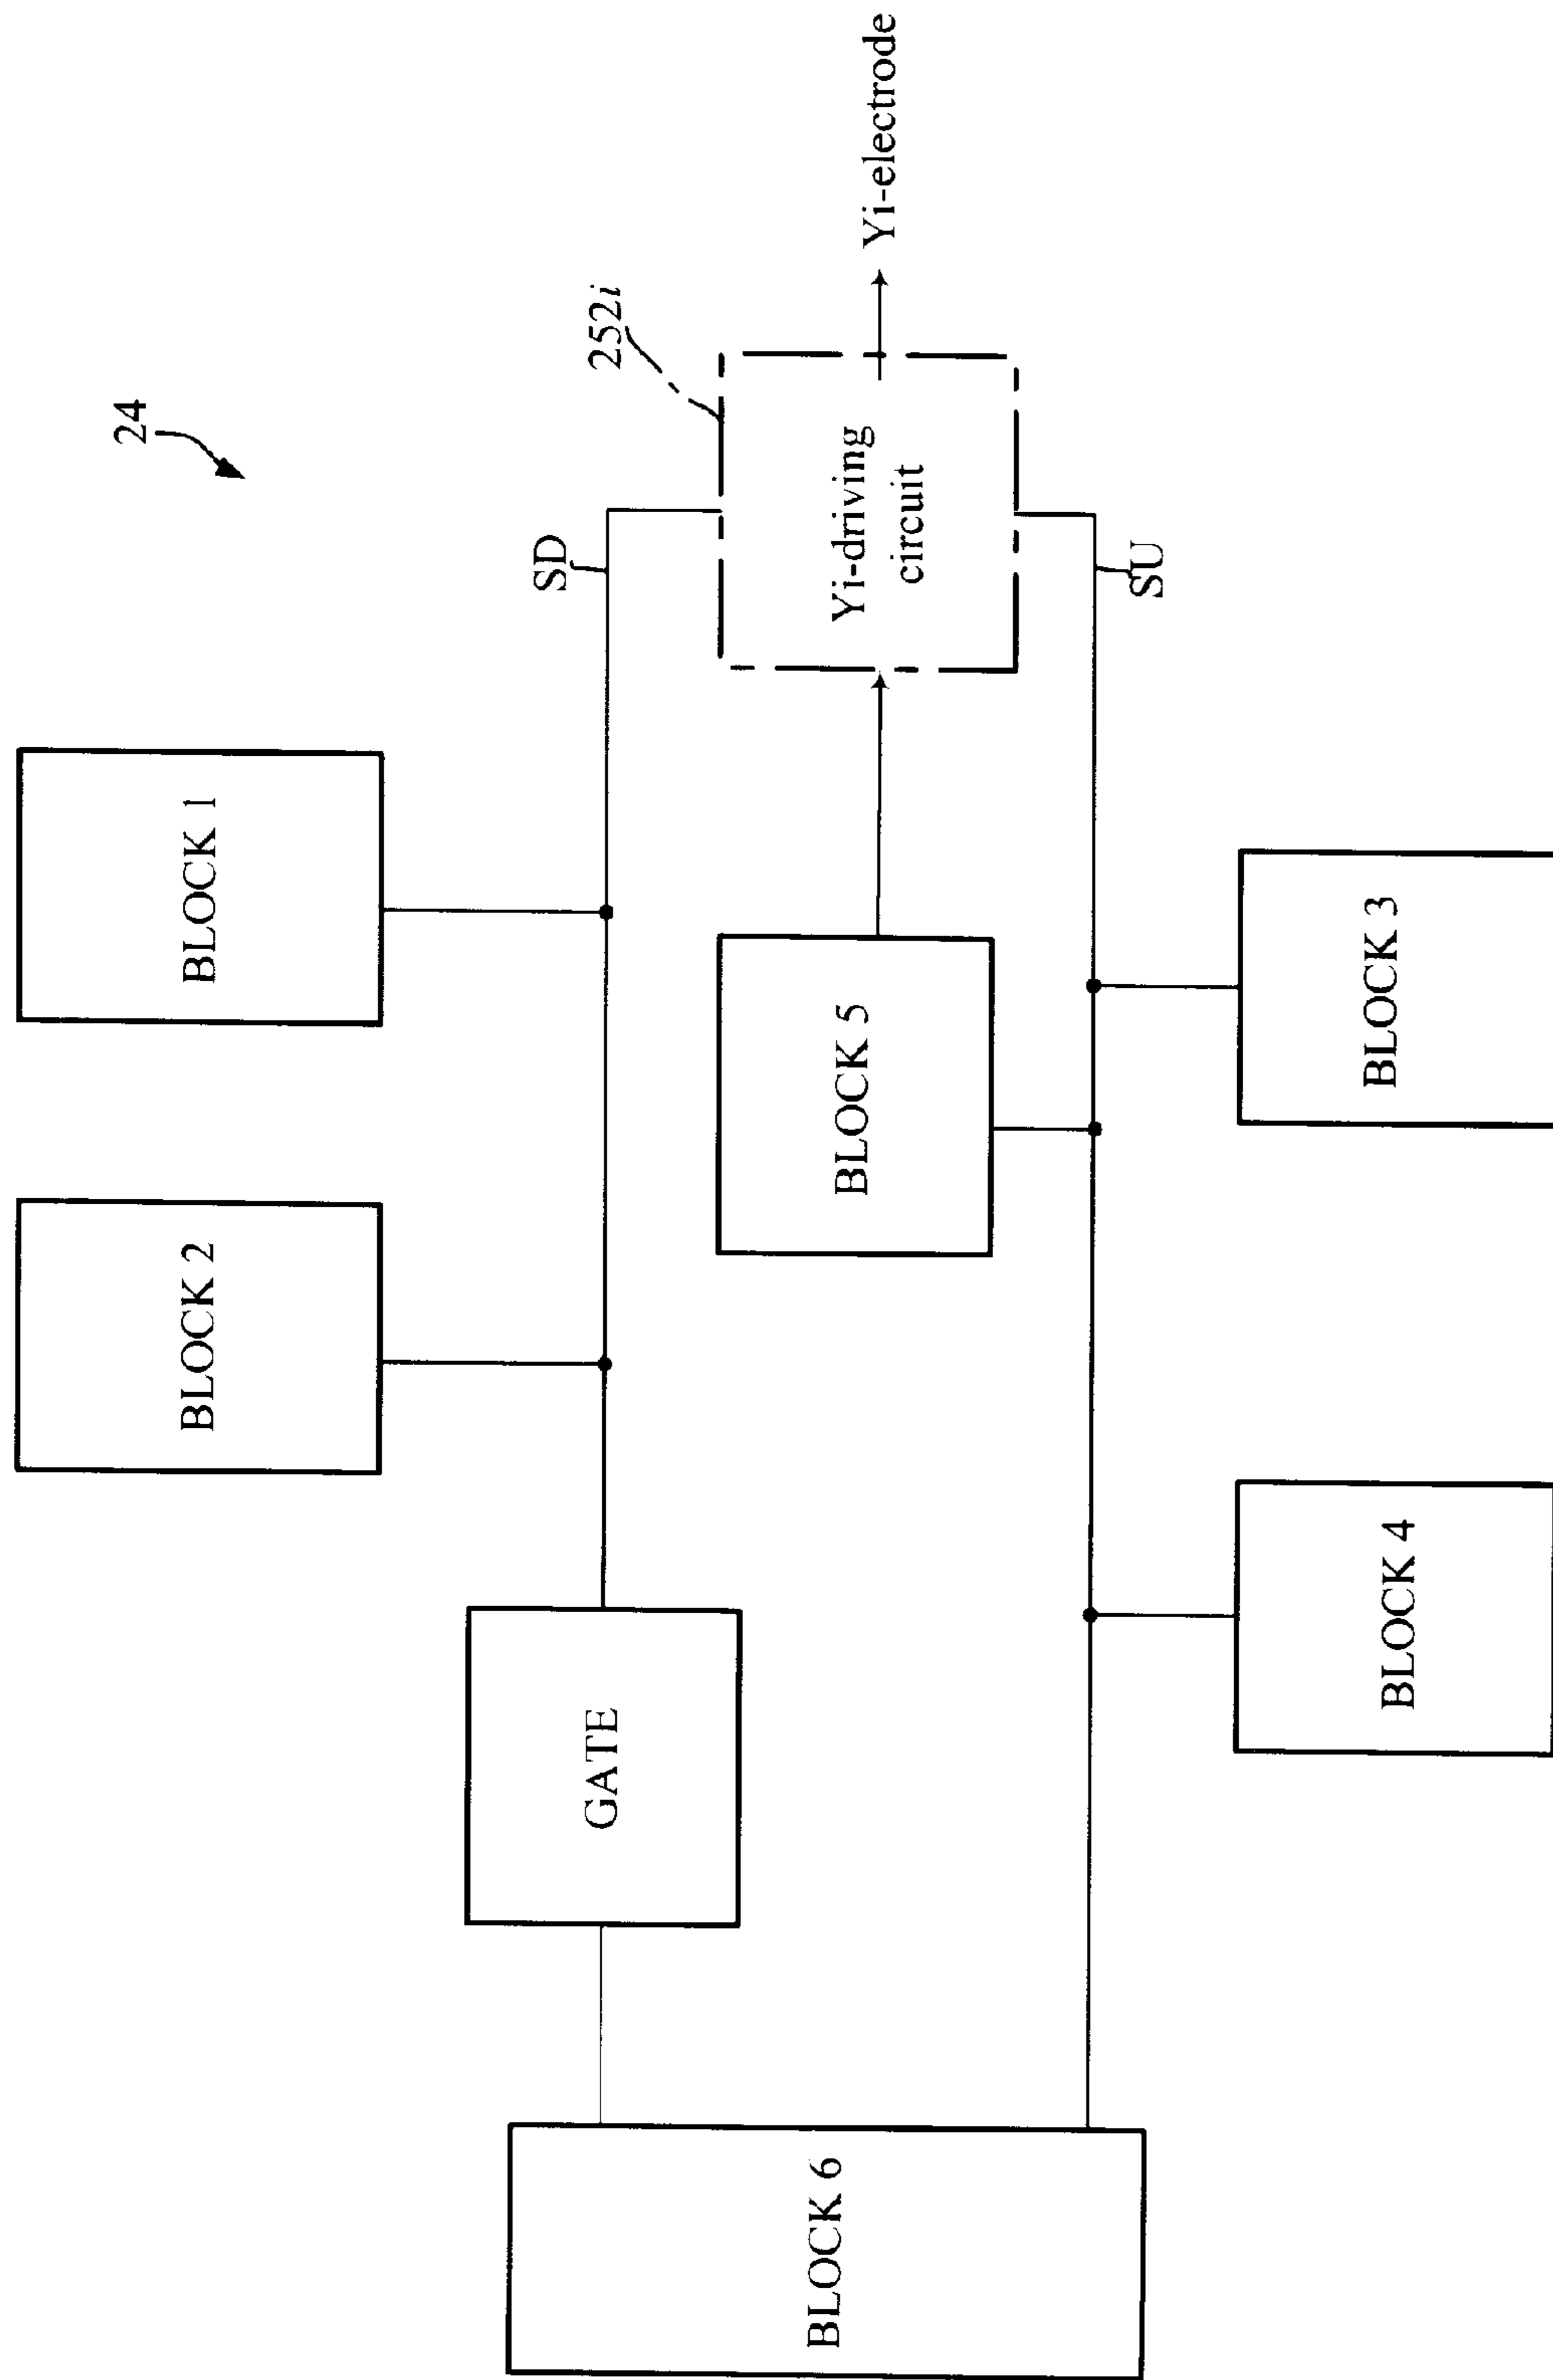 24
BLOCK 2
BLOCK 1
SD
252i
GATE
BLOCK 5
Yi-driving
circuit
Yi-electrode
SU
BLOCK 6
BLOCK 4
BLOCK 3